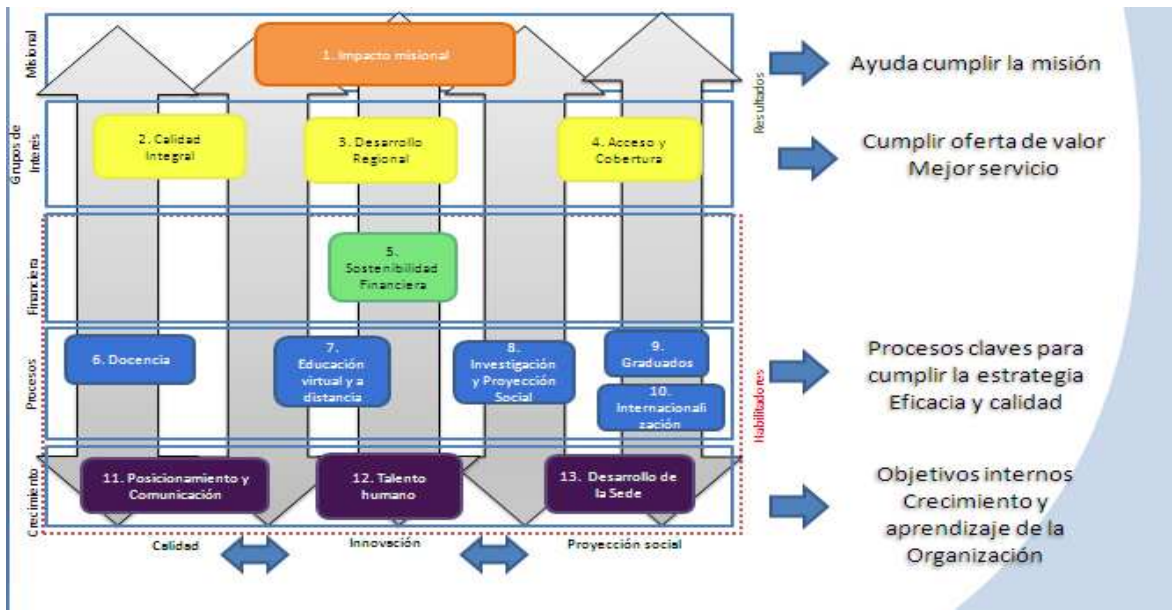 Misional
1. Impacto misional
Resultados
Ayuda cumplir la misión
Grupos de
Interés
2. Calidad
Integral
3. Desarrollo
Regional
4. Acceso y
Cobertura
Cumplir oferta de valor
Mejor servicio
Financiera
5.
Sostenibilidad
Financiera
Procesos
6. Docencia
7.
Educación
virtual y a
distancia
8.
Investigación
y Proyección
Social
9.
Graduados
10.
Internacionali
zación
Habilitadores
Procesos claves para
cumplir la estrategia
Eficacia y calidad
Crecimiento
11. Posicionamiento y
Comunicación
12. Talento
humano
13. Desarrollo de
la Sede
Objetivos internos
Crecimiento y
aprendizaje de la
Organización
Calidad
Innovación
Proyección social